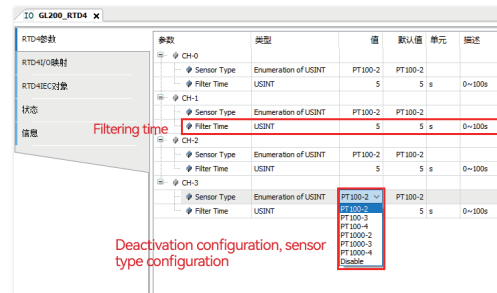 IO GL200_RTD4 x
RTD4参数
RTD4I/O映射
RTD4IEC对象
状态
信息
参数 类型 值 默认值 单元 描述
CH-0
Sensor Type Enumeration of USINT PT100-2 PT100-2
Filter Time USINT 5 5 s 0~100s
CH-1
Sensor Type Enumeration of USINT PT100-2 PT100-2
Filtering time
Filter Time USINT 5 5 s 0~100s
CH-2
Sensor Type Enumeration of USINT PT100-2 PT100-2
Filter Time USINT 5 5 s 0~100s
CH-3
Sensor Type Enumeration of USINT PT100-2 PT100-2
Filter Time USINT 5 s 0~100s
PT100-2
PT100-3
PT100-4
PT1000-2
PT1000-3
PT1000-4
Disable
Deactivation configuration, sensor
type configuration